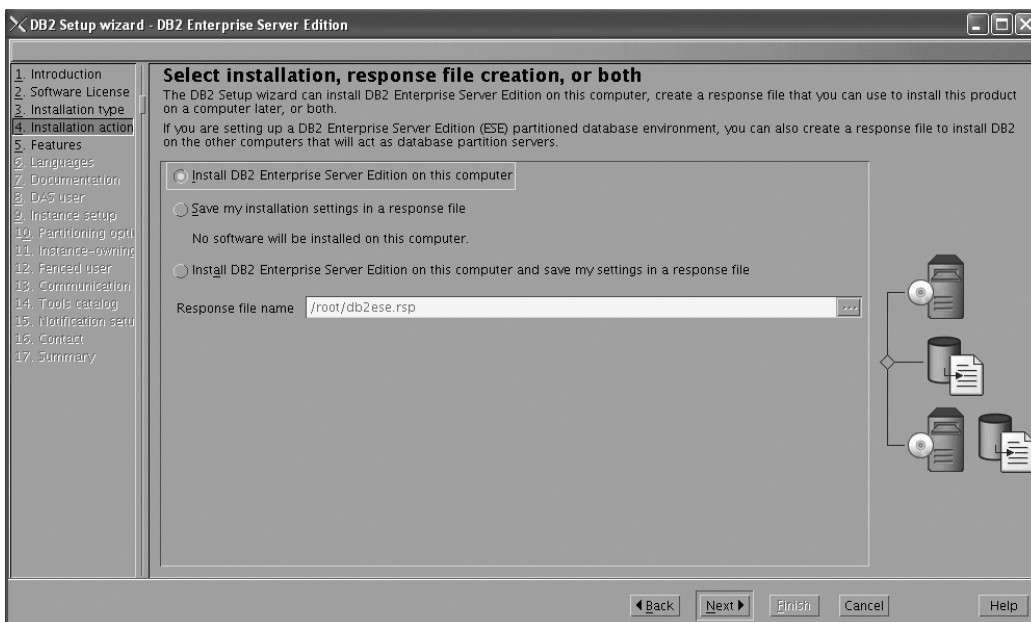 DB2 Setup wizard - DB2 Enterprise Server Edition
1. Introduction
2. Software License
3. Installation type
4. Installation action
5. Features
6. Languages
7. Documentation
8. DAS user
9. Instance setup
10. Partitioning opti
11. Instance-owning
12. Fenced user
13. Communication
14. Tools catalog
15. Notification setu
16. Contact
17. Summary
Select installation, response file creation, or both
The DB2 Setup wizard can install DB2 Enterprise Server Edition on this computer, create a response file that you can use to install this product
on a computer later, or both.
If you are setting up a DB2 Enterprise Server Edition (ESE) partitioned database environment, you can also create a response file to install DB2
on the other computers that will act as database partition servers.
Install DB2 Enterprise Server Edition on this computer
Save my installation settings in a response file
No software will be installed on this computer.
Install DB2 Enterprise Server Edition on this computer and save my settings in a response file
Response file name /root/db2ese.rsp ...
Back Next Finish Cancel Help